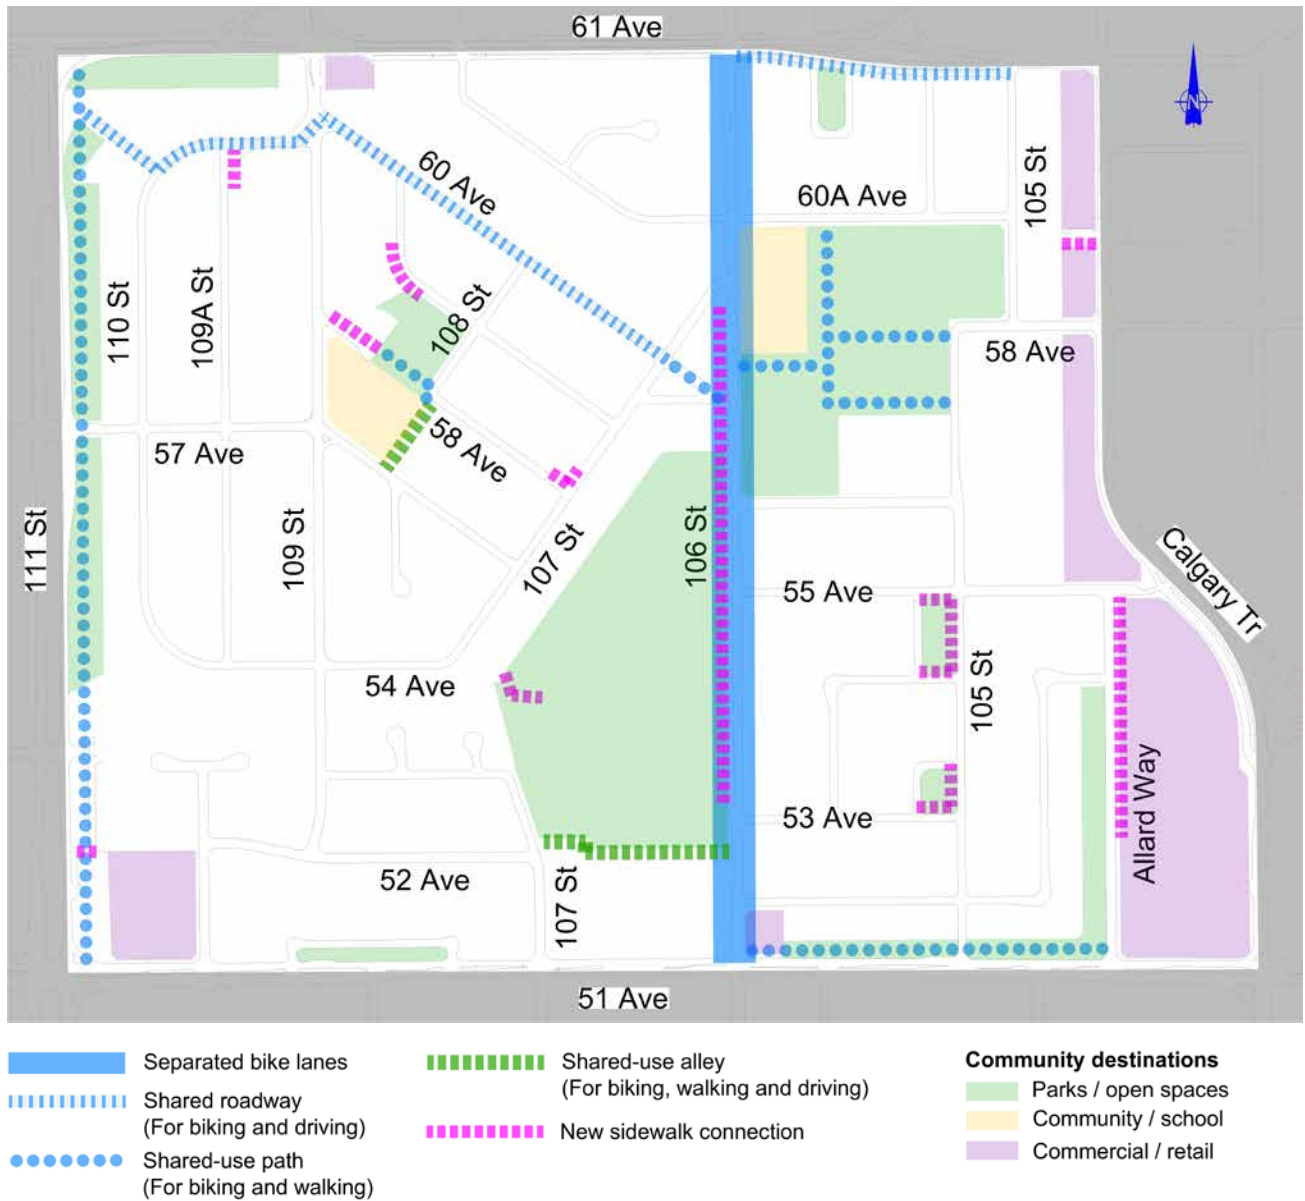 61 Ave
N
60 Ave
60A Ave
105 St
110 St
109A St
108 St
58 Ave
57 Ave
58 Ave
111 St
109 St
107 St
106 St
55 Ave
Calgary Tr
54 Ave
105 St
53 Ave
Allard Way
52 Ave
107 St
51 Ave
Separated bike lanes
Shared roadway
(For biking and driving)
Shared-use path
(For biking and walking)
Shared-use alley
(For biking, walking and driving)
New sidewalk connection
Community destinations
Parks / open spaces
Community / school
Commercial / retail